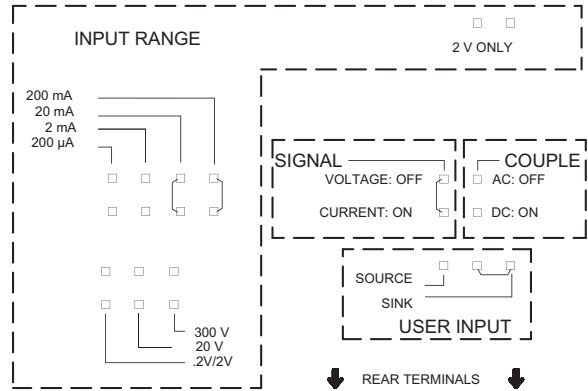 INPUT RANGE
2 V ONLY
200 mA
20 mA
2 mA
200 µA
SIGNAL
COUPLE
VOLTAGE: OFF
AC: OFF
CURRENT: ON
DC: ON
SOURCE
SINK
USER INPUT
300 V
20 V
.2V/2V
REAR TERMINALS